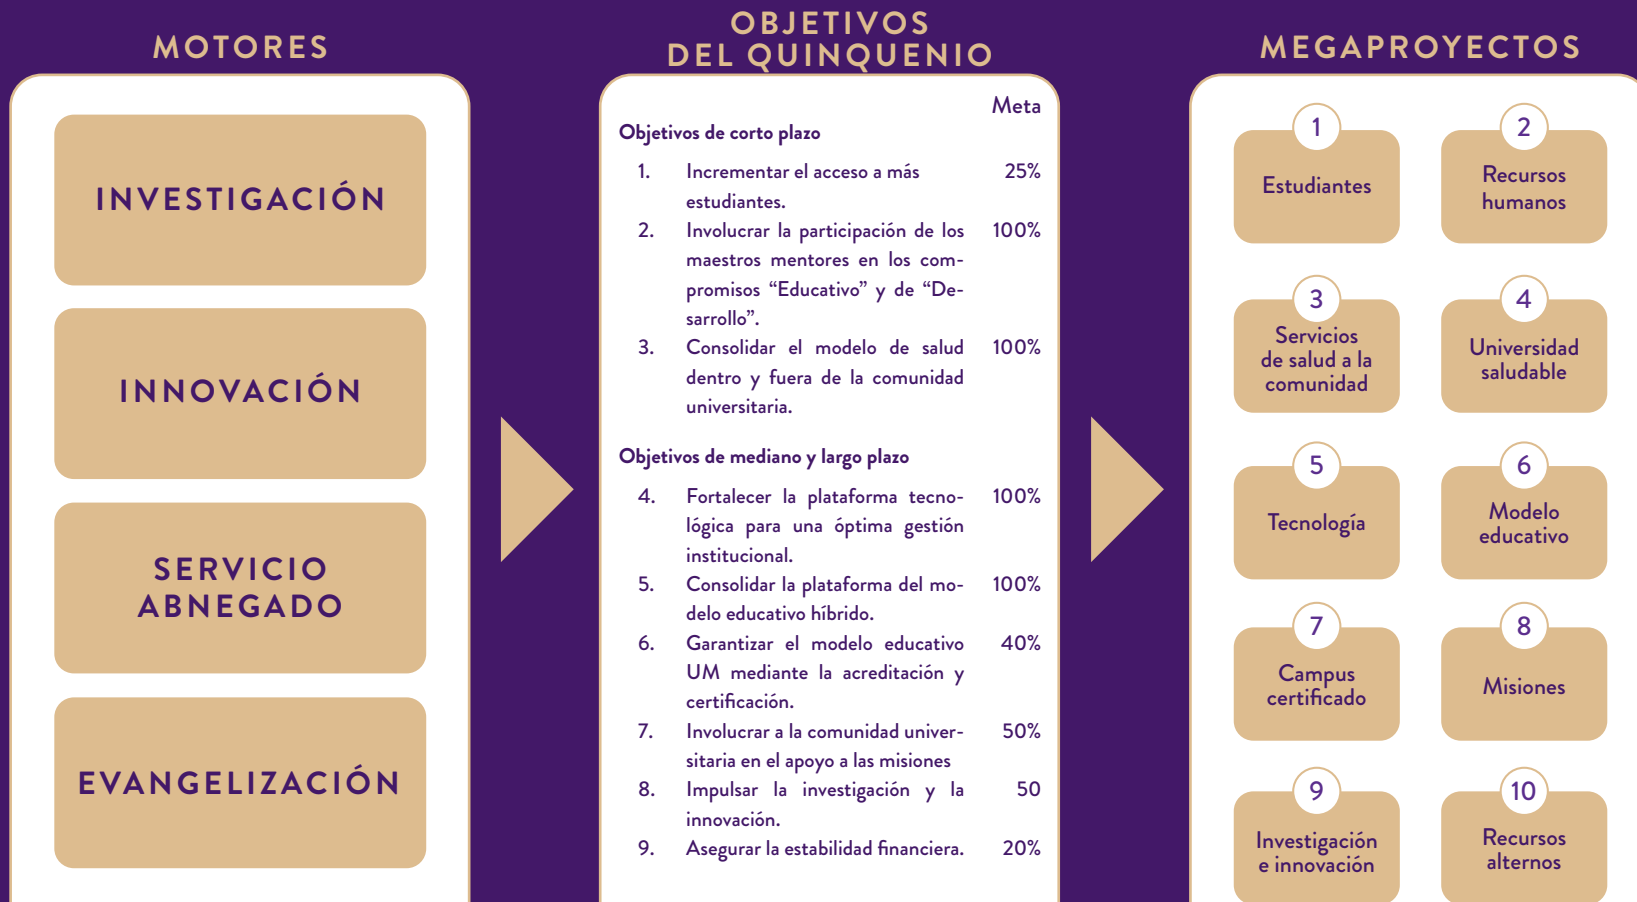 MOTORES
INVESTIGACIÓN
INNOVACIÓN
SERVICIO
ABNEGADO
EVANGELIZACIÓN
OBJETIVOS
DEL QUINQUENIO
Meta
Objetivos de corto plazo
1. Incrementar el acceso a más 25%
estudiantes.
2. Involucrar la participación de los 100%
maestros mentores en los com-
promisos “Educativo” y de “De-
sarrollo”.
3. Consolidar el modelo de salud 100%
dentro y fuera de la comunidad
universitaria.
Objetivos de mediano y largo plazo
4. Fortalecer la plataforma tecno- 100%
lógica para una óptima gestión
institucional.
5. Consolidar la plataforma del mo- 100%
delo educativo híbrido.
6. Garantizar el modelo educativo 40%
UM mediante la acreditación y
certificación.
7. Involucrar a la comunidad univer- 50%
sitaria en el apoyo a las misiones
8. Impulsar la investigación y la 50
innovación.
9. Asegurar la estabilidad financiera. 20%
MEGAPROYECTOS
1
Estudiantes
2
Recursos
humanos
3
Servicios
de salud a la
comunidad
4
Universidad
saludable
5
Tecnología
6
Modelo
educativo
7
Campus
certificado
8
Misiones
9
Investigación
e innovación
10
Recursos
alternos